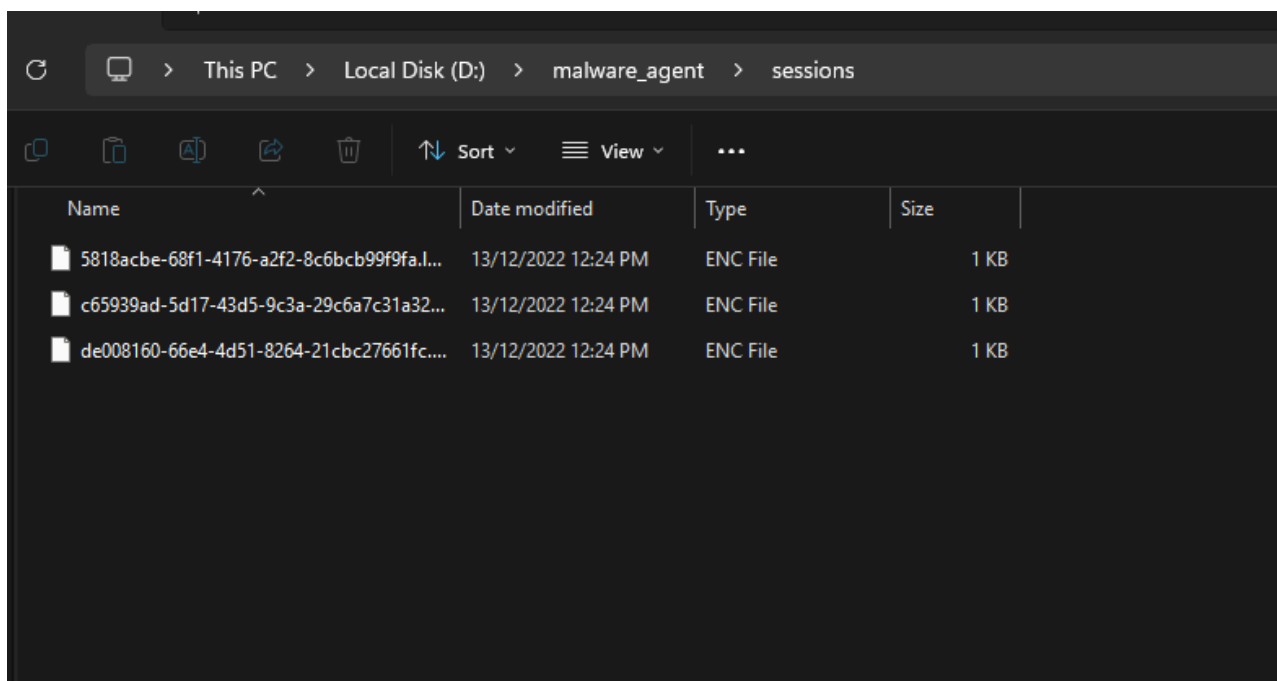 This PC > Local Disk (D:) > malware_agent > sessions
Sort View ...
Name Date modified Type Size
5818acbe-68f1-4176-a2f2-8c6bcb99f9fa.l... 13/12/2022 12:24 PM ENC File 1 KB
c65939ad-5d17-43d5-9c3a-29c6a7c31a32... 13/12/2022 12:24 PM ENC File 1 KB
de008160-66e4-4d51-8264-21cbc27661fc.... 13/12/2022 12:24 PM ENC File 1 KB